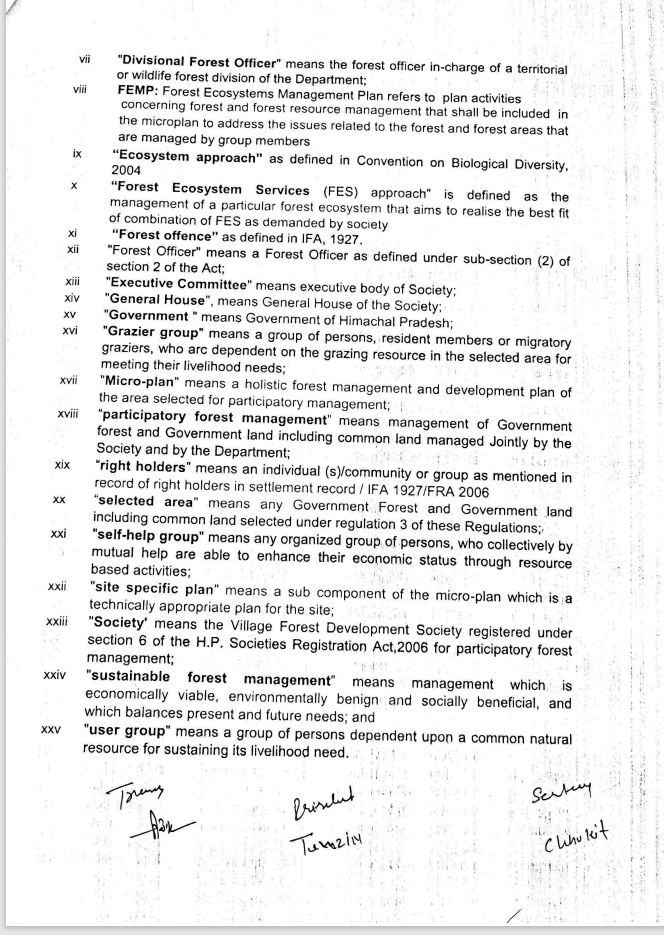 vii "Divisional Forest Officer" means the forest officer in-charge of a territorial
or wildlife forest division of the Department;
viii FEMP: Forest Ecosystems Management Plan refers to plan activities
concerning forest and forest resource management that shall be included in
the microplan to address the issues related to the forest and forest areas that
are managed by group members
ix "Ecosystem approach" as defined in Convention on Biological Diversity,
2004
x "Forest Ecosystem Services (FES) approach" is defined as the
management of a particular forest ecosystem that aims to realise the best fit
of combination of FES as demanded by society
xi "Forest offence" as defined in IFA, 1927.
xii "Forest Officer" means a Forest Officer as defined under sub-section (2) of
section 2 of the Act;
xiii "Executive Committee" means executive body of Society;
xiv "General House", means General House of the Society;
xv "Government " means Government of Himachal Pradesh;
xvi "Grazier group" means a group of persons, resident members or migratory
graziers, who arc dependent on the grazing resource in the selected area for
meeting their livelihood needs;
xvii "Micro-plan" means a holistic forest management and development plan of
the area selected for participatory management;
xviii "participatory forest management" means management of Government
forest and Government land including common land managed Jointly by the
Society and by the Department;
xix "right holders" means an individual (s)/community or group as mentioned in
record of right holders in settlement record / IFA 1927/FRA 2006
xx "selected area" means any Government Forest and Government land
including common land selected under regulation 3 of these Regulations;
xxi "self-help group" means any organized group of persons, who collectively by
mutual help are able to enhance their economic status through resource
based activities;
xxii "site specific plan" means a sub component of the micro-plan which is a
technically appropriate plan for the site;
xxiii "Society' means the Village Forest Development Society registered under
section 6 of the H.P. Societies Registration Act,2006 for participatory forest
management;
xxiv "sustainable forest management" means management which is
economically viable, environmentally benign and socially beneficial, and
which balances present and future needs; and
xxv "user group" means a group of persons dependent upon a common natural
resource for sustaining its livelihood need.